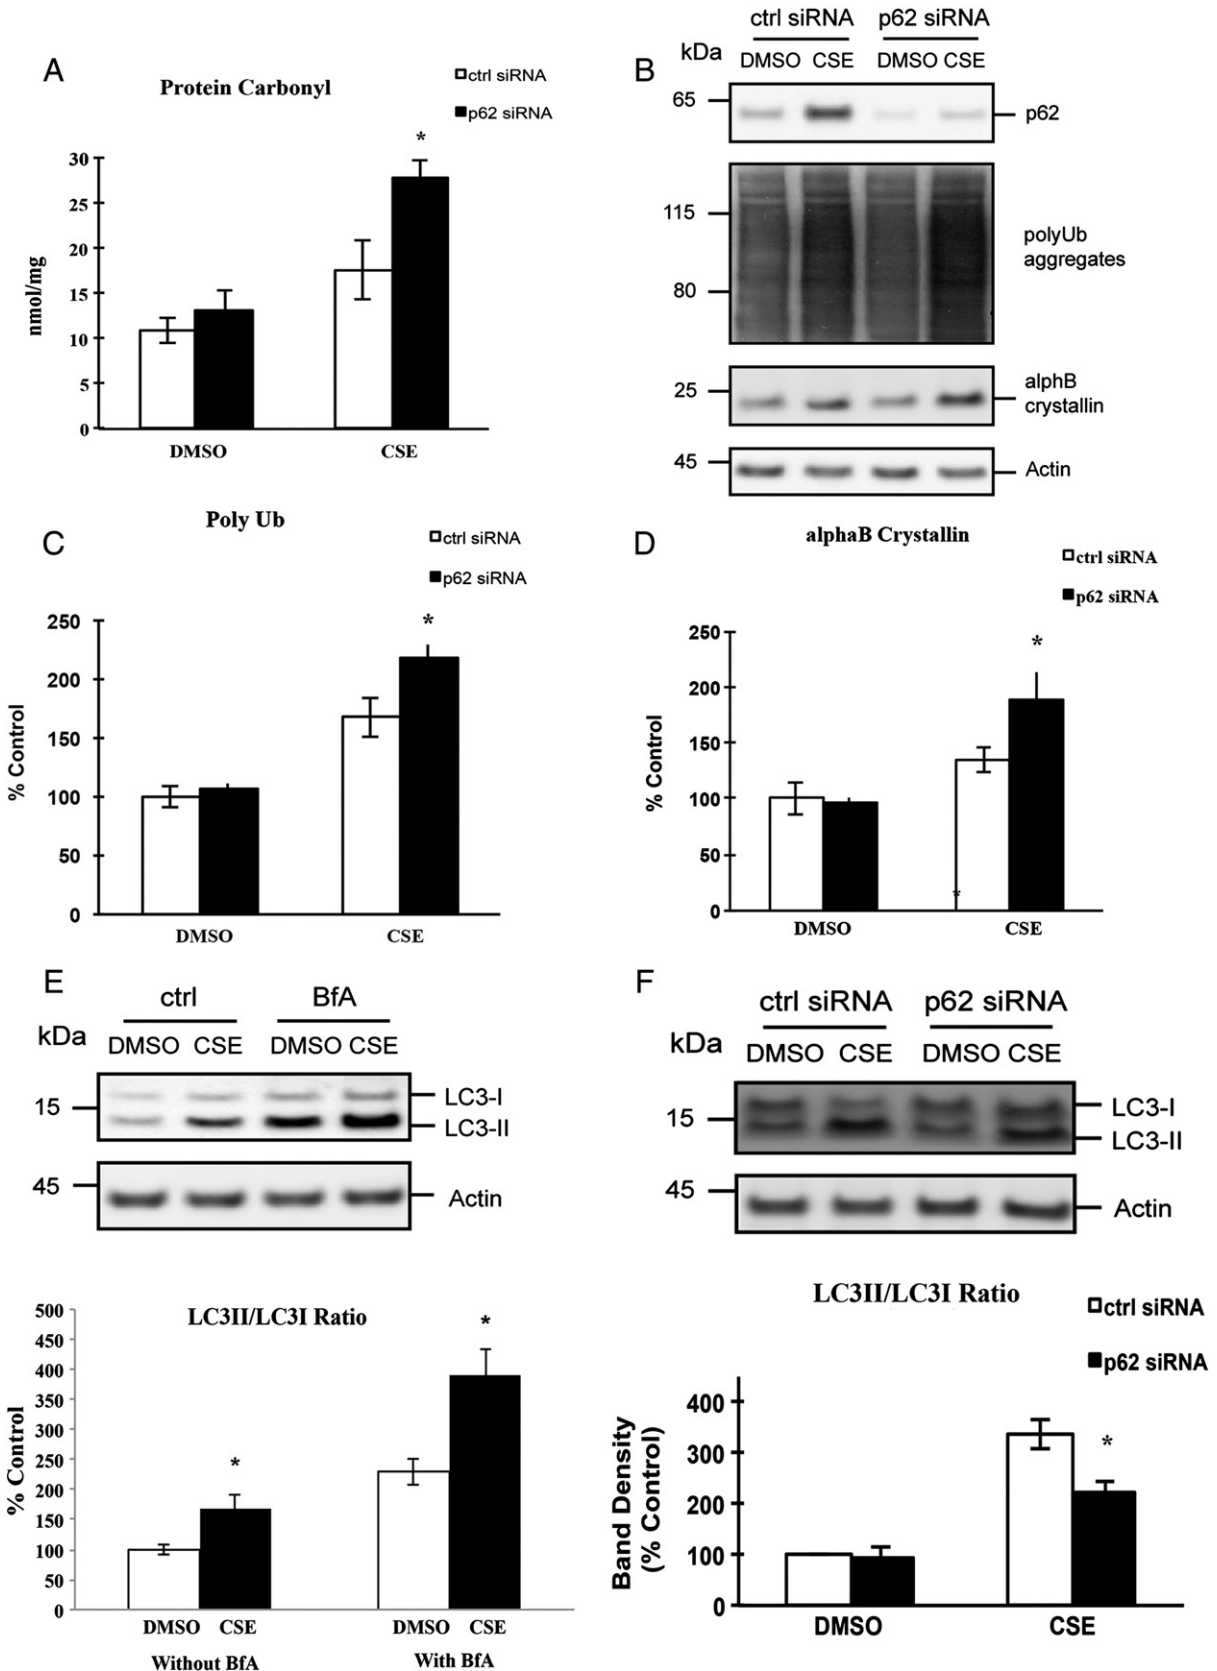 A
Protein Carbonyl
ctrl siRNA
p62 siRNA
*
30
25
20
15
10
5
0
nmol/mg
DMSO CSE
B
ctrl siRNA p62 siRNA
kDa
DMSO CSE DMSO CSE
65
p62
115
80
polyUb
aggregates
25
alphB
crystallin
45
Actin
C
Poly Ub
ctrl siRNA
p62 siRNA
*
250
200
150
100
50
0
% Control
DMSO CSE
D
alphaB Crystallin
ctrl siRNA
p62 siRNA
*
250
200
150
100
50
0
% Control
*
DMSO CSE
E
ctrl BfA
kDa
DMSO CSE DMSO CSE
15
LC3-I
LC3-II
45
Actin
LC3II/LC3I Ratio
500
450
400
350
300
250
200
150
100
50
0
% Control
*
*
DMSO CSE DMSO CSE
Without BfA With BfA
F
ctrl siRNA p62 siRNA
kDa
DMSO CSE DMSO CSE
15
LC3-I
LC3-II
45
Actin
LC3II/LC3I Ratio
ctrl siRNA
p62 siRNA
400
300
200
100
0
Band Density
(% Control)
*
DMSO CSE